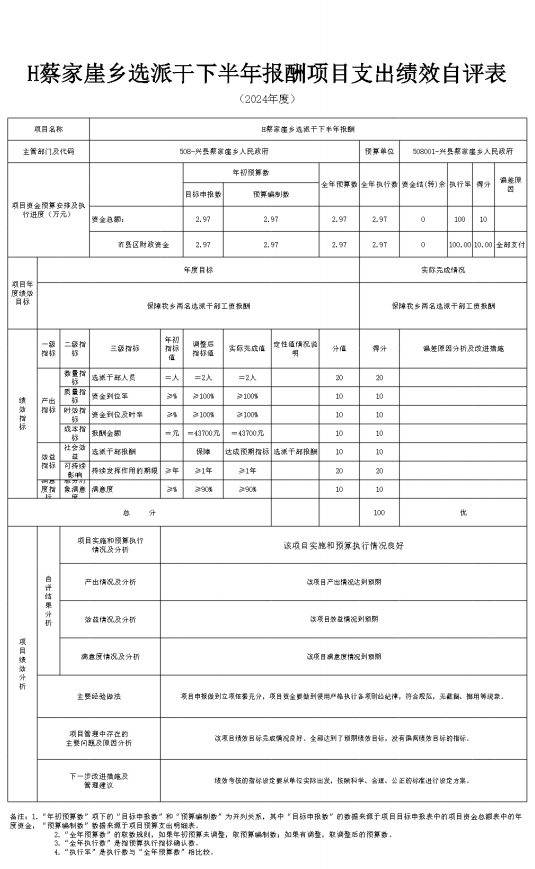 H蔡家崖乡选派干下半年报酬项目支出绩效自评表
（2024年度）
项目名称 H蔡家崖乡选派干下半年报酬
主管部门及代码 508-兴县蔡家崖乡人民政府 预算单位 508001-兴县蔡家崖乡人民政府
项目资金预算安排及执行进度（万元） 年初预算数 全年预算数 全年执行数 资金结(转)余 执行率 得分 偏差原因
目标申报数 预算编制数
资金总额： 2.97 2.97 2.97 2.97 0 100 10
市县区财政资金 2.97 2.97 2.97 2.97 0 100.00 10.00 全部支付
项目年度绩效目标 年度目标 实际完成情况
保障我乡两名选派干部工资报酬 保障我乡两名选派干部工资报酬
绩效指标 一级指标 二级指标 三级指标 年初指标值 调整后指标值 实际完成值 定性值情况说明 分值 得分 偏差原因分析及改进措施
产出指标 数量指标 选派干部人员 ＝人 ＝2人 ＝2人 20 20
质量指标 资金到位率 ≥% ≥100% ≥100% 10 10
时效指标 资金到位及时率 ≥% ≥100% ≥100% 10 10
成本指标 报酬金额 ＝元 ＝43700元 ＝43700元 10 10
效益指标 社会效益 选派干部报酬 保障 达成预期指标 选派干部报酬 10 10
可持续影响 持续发挥作用的期限 ≥年 ≥1年 ≥1年 20 20
满意度指标 服务对象满意度 满意度 ≥% ≥90% ≥90% 10 10
总 分 100 优
项目绩效分析 自评结果分析 项目实施和预算执行情况及分析 该项目实施和预算执行情况良好
产出情况及分析 该项目产出情况达到预期
效益情况及分析 该项目效益情况到预期
满意度情况及分析 该项目满意度情况到预期
主要经验做法 项目申报做到立项依据充分，项目资金要做到使用严格执行各项财经纪律，符合规范，无截留、挪用等现象。
项目管理中存在的主要问题及原因分析 该项目绩效目标完成情况良好，全部达到了预期绩效目标，没有偏离绩效目标的指标。
下一步改进措施及管理建议 绩效考核的指标设定要从单位实际出发，按照科学、合理、公正的标准进行设定方案。
备注：1.“年初预算数”项下的“目标申报数”和“预算编制数”为并列关系，其中“目标申报数”的数据来源于项目目标申报表中的项目资金总额表中的年
度资金，“预算编制数”数据来源于项目预算支出明细表。
2.“全年预算数”的取数规则，如果年初预算未调整，取预算编制数；如果有调整，取调整后的预算数。
3.“全年执行数”是指预算执行指标确认数。
4.“执行率”是执行数与“全年预算数”相比较。